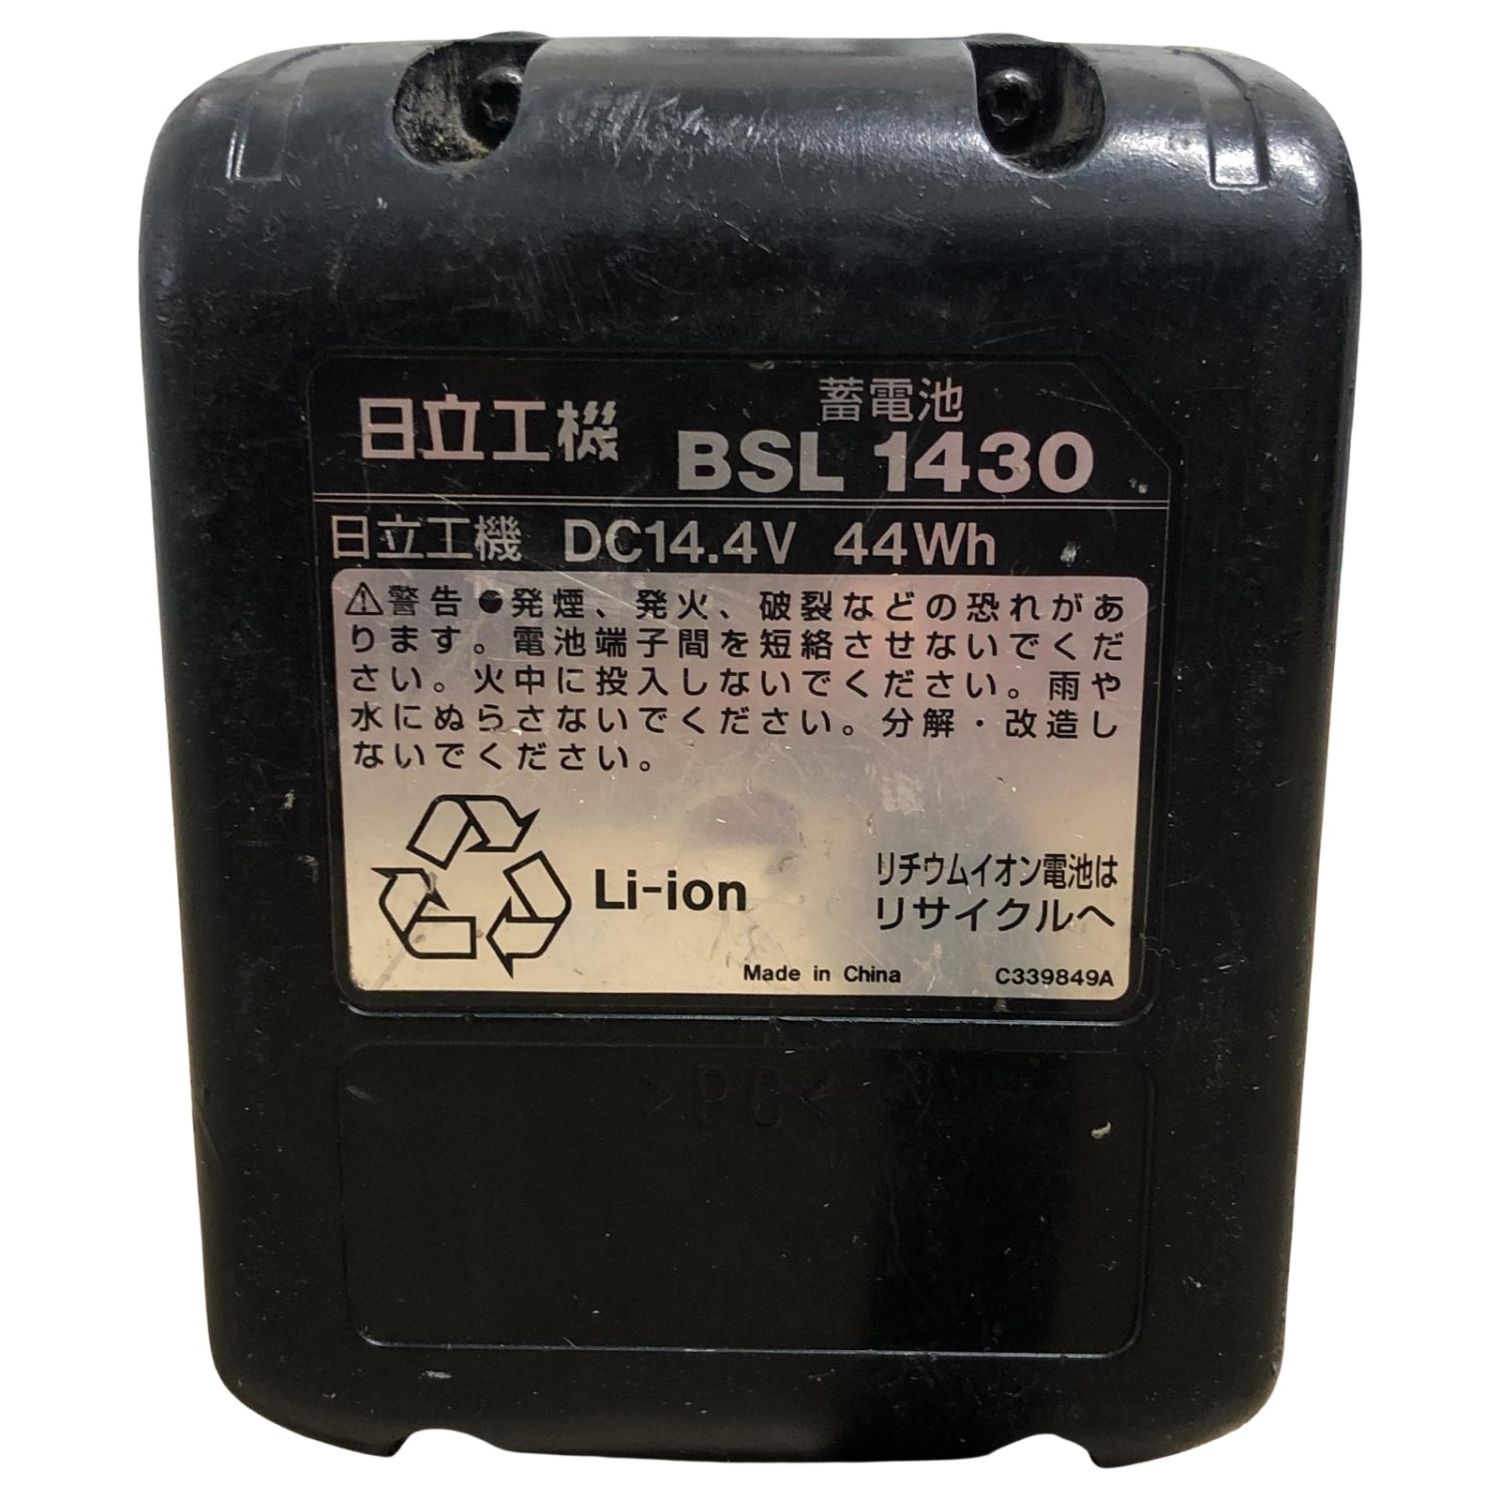 日立工機
蓄電池
BSL 1430
日立工機 DC14.4V 44Wh
⚠警告●発煙、発火、破裂などの恐れがあ
ります。電池端子間を短絡させないでくだ
さい。火中に投入しないでください。雨や
水にぬらさないでください。分解・改造し
ないでください。
Li-ion
リチウムイオン電池は
リサイクルへ
Made in China C339849A
>PC<